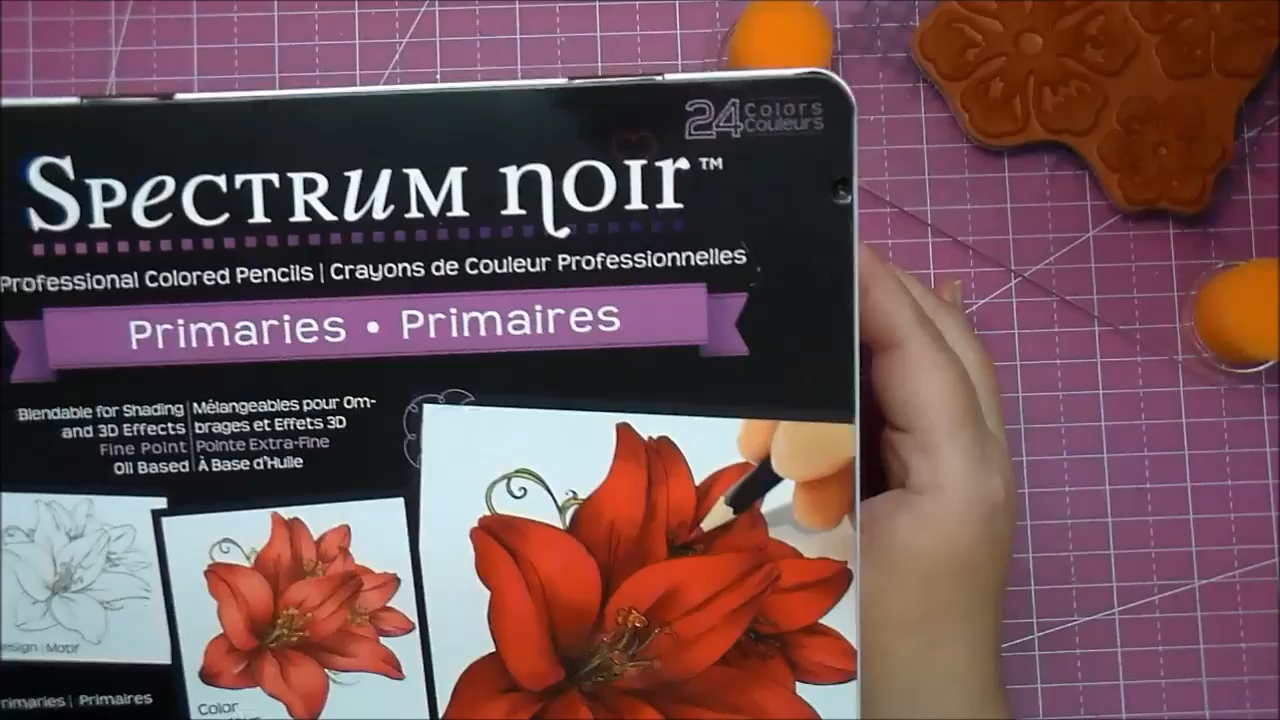 24 Colors
Couleurs
Spectrum noir™
Professional Colored Pencils | Crayons de Couleur Professionnelles
Primaries • Primaires
Blendable for Shading
and 3D Effects
Fine Point
Oil Based
Mélangeables pour Om-
brages et Effets 3D
Pointe Extra-Fine
À Base d'Huile
Motif
Primaires
Color